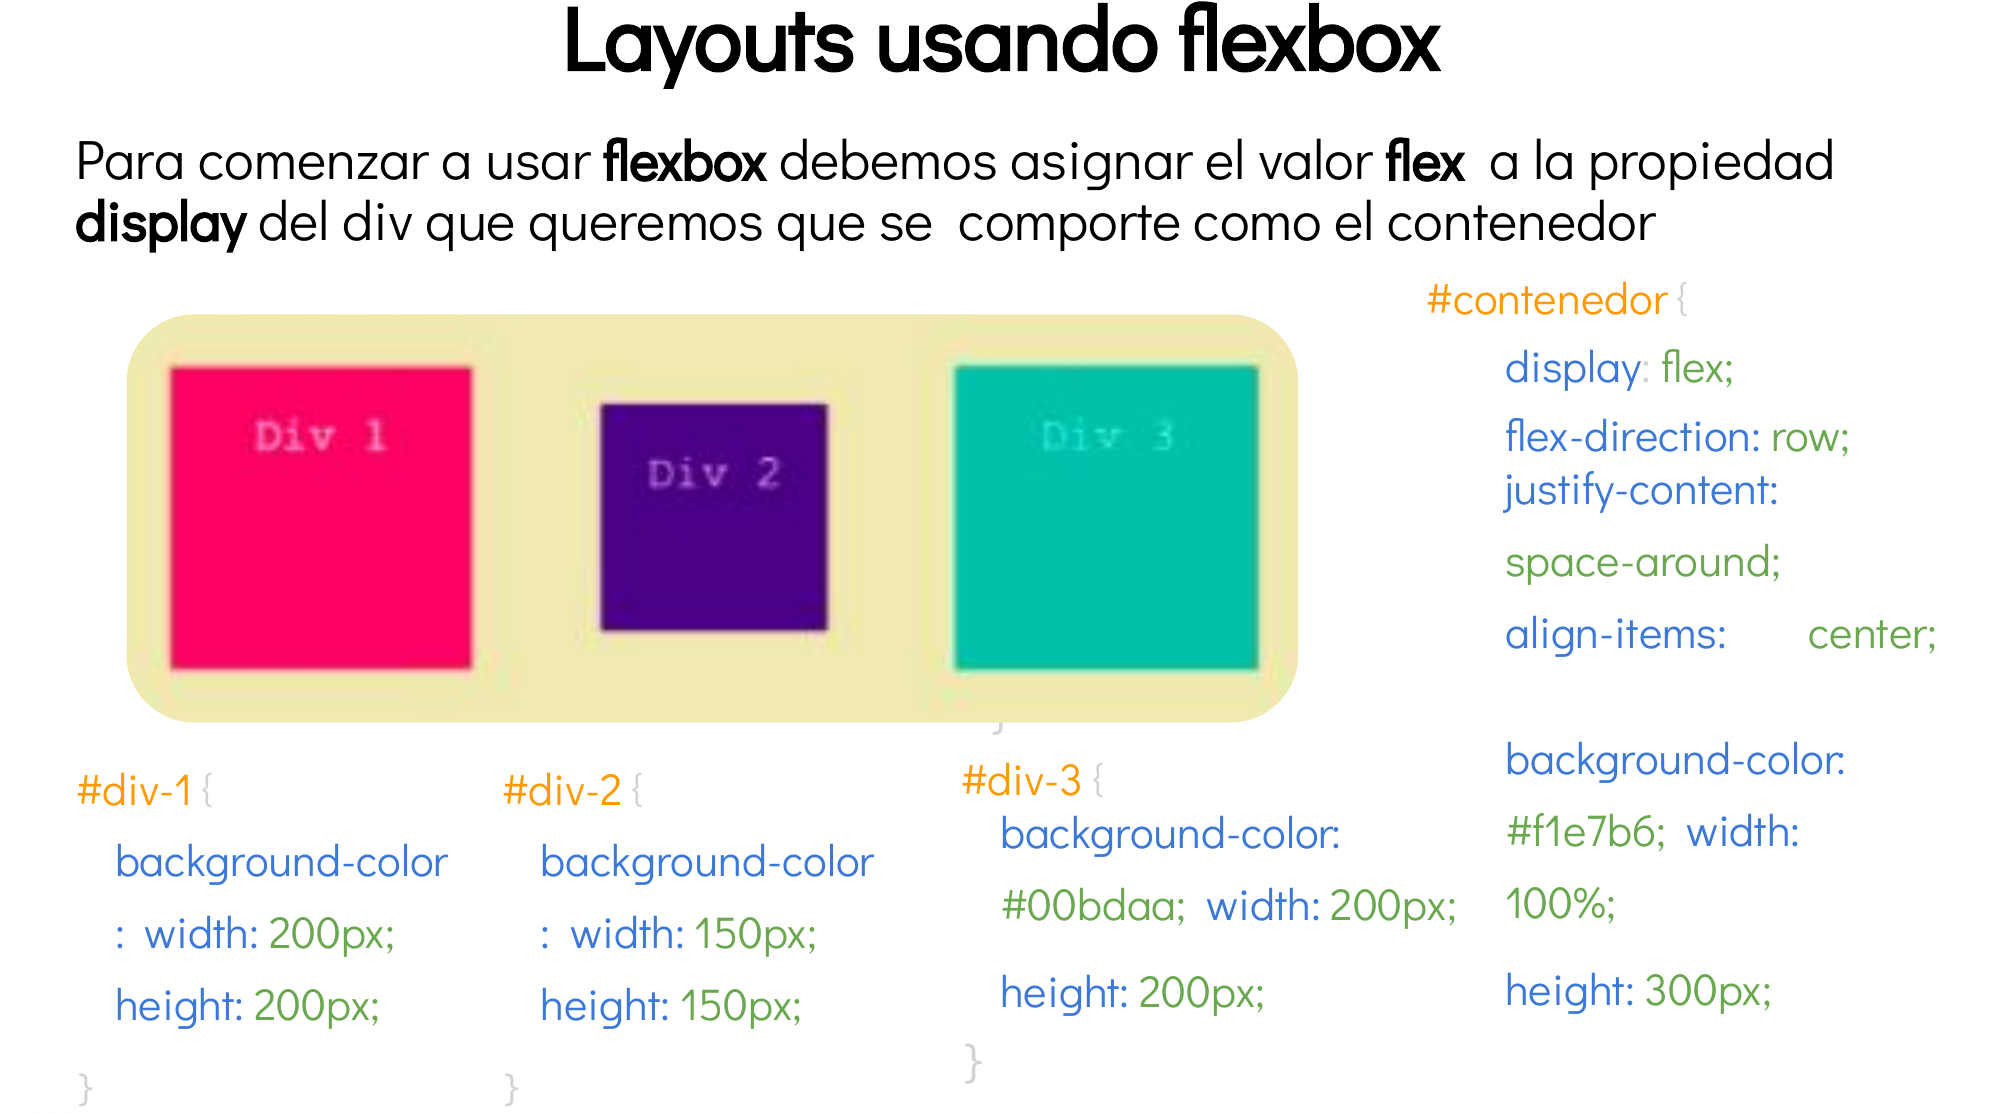 Layouts usando flexbox
Para comenzar a usar flexbox debemos asignar el valor flex a la propiedad
display del div que queremos que se comporte como el contenedor
Div 1
Div 2
Div 3
#contenedor {
display: flex;
flex-direction: row;
justify-content:
space-around;
align-items: center;
background-color:
#f1e7b6; width:
100%;
height: 300px;
}
#div-1 {
background-color
: width: 200px;
height: 200px;
}
#div-2 {
background-color
: width: 150px;
height: 150px;
}
#div-3 {
background-color:
#00bdaa; width: 200px;
height: 200px;
}